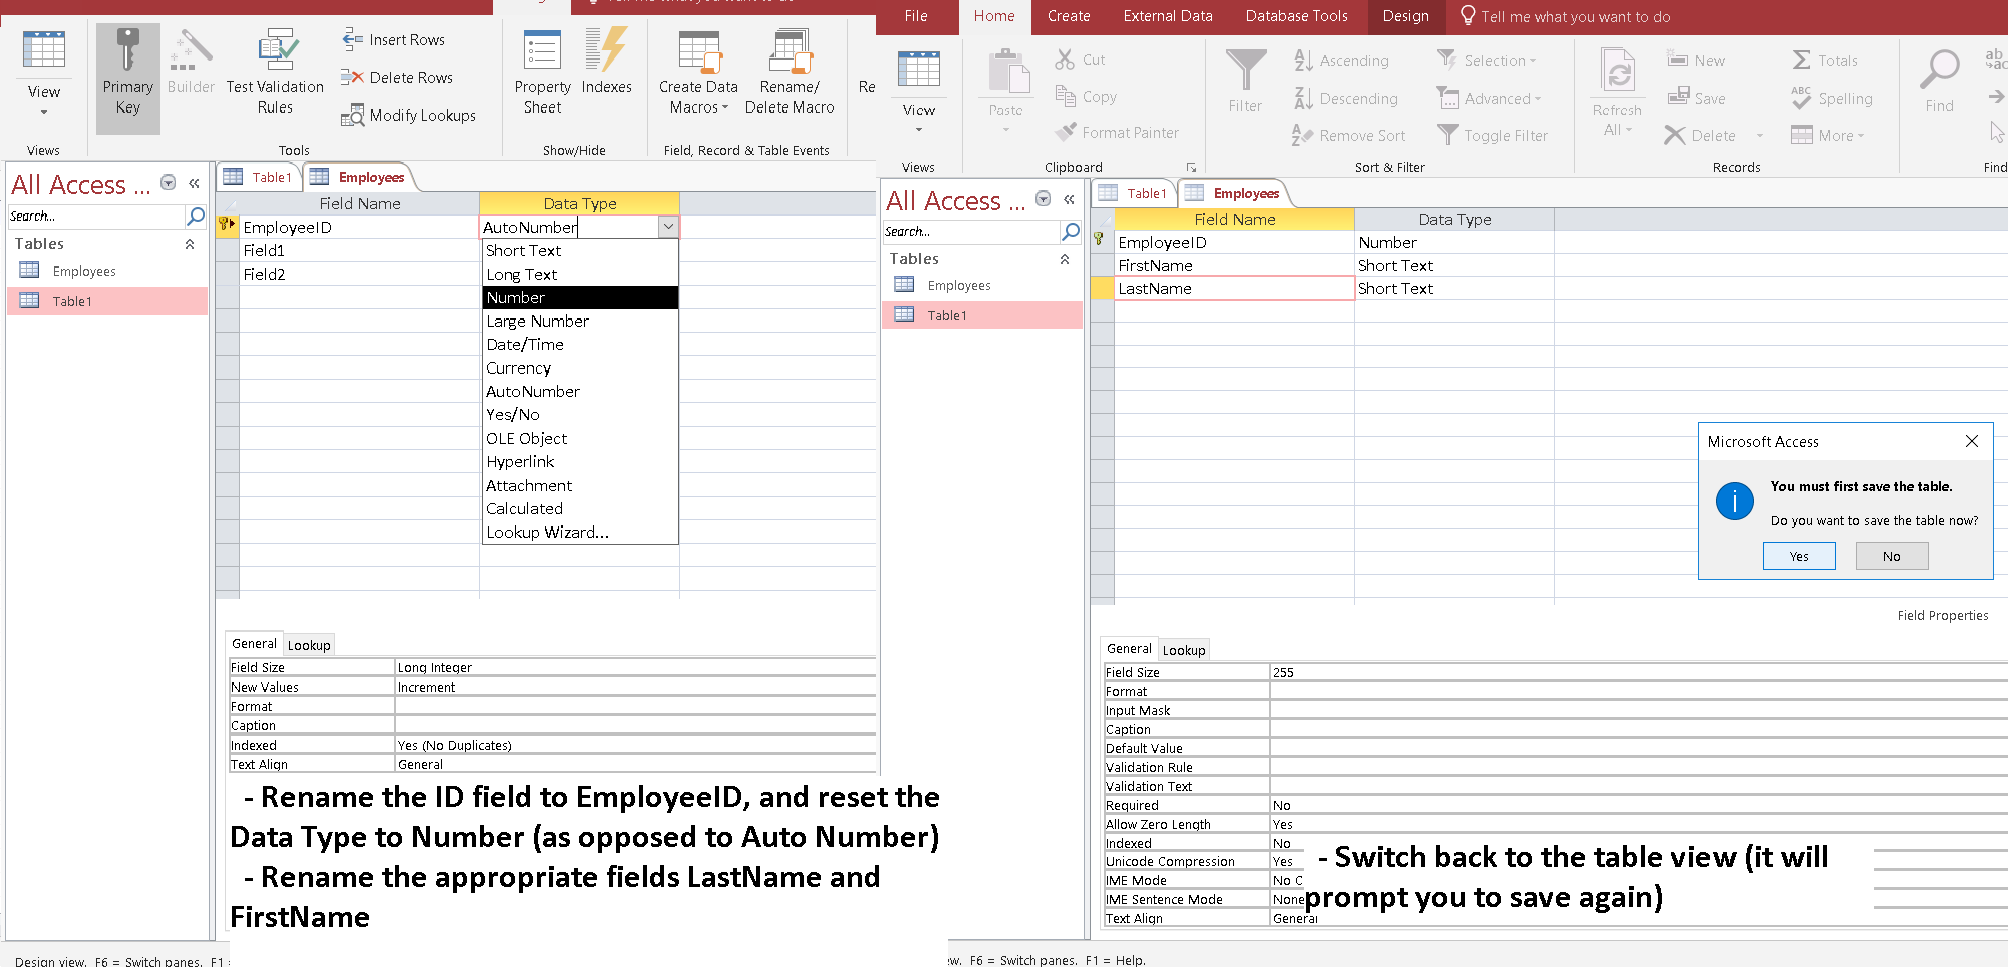 Tell me what you want to do
View
Primary
Key
Builder
Test Validation
Rules
Insert Rows
Delete Rows
Modify Lookups
Property
Sheet
Indexes
Create Data
Macros
Rename/
Delete Macro
Re
Views
Tools
Show/Hide
Field, Record & Table Events
All Access ...
Search...
Tables
Employees
Table1
Table1
Employees
Field Name
Data Type
EmployeeID
AutoNumber
Field1
Field2
Short Text
Long Text
Number
Large Number
Date/Time
Currency
AutoNumber
Yes/No
OLE Object
Hyperlink
Attachment
Calculated
Lookup Wizard...
General
Lookup
Field Size
Long Integer
New Values
Increment
Format
Caption
Indexed
Yes (No Duplicates)
Text Align
General
- Rename the ID field to EmployeeID, and reset the
Data Type to Number (as opposed to Auto Number)
- Rename the appropriate fields LastName and
FirstName
Design view. F6 = Switch panes. F1
File
Home
Create
External Data
Database Tools
Design
Tell me what you want to do
View
Paste
Cut
Copy
Format Painter
Filter
Ascending
Descending
Remove Sort
Selection
Advanced
Toggle Filter
Refresh
All
New
Save
Delete
Totals
Spelling
More
Find
Views
Clipboard
Sort & Filter
Records
Find
All Access ...
Search...
Tables
Employees
Table1
Table1
Employees
Field Name
Data Type
EmployeeID
Number
FirstName
Short Text
LastName
Short Text
Microsoft Access
You must first save the table.
Do you want to save the table now?
Yes
No
Field Properties
General
Lookup
Field Size
255
Format
Input Mask
Caption
Default Value
Validation Rule
Validation Text
Required
No
Allow Zero Length
Yes
Indexed
No
Unicode Compression
Yes
IME Mode
No C
IME Sentence Mode
None
Text Align
General
- Switch back to the table view (it will
prompt you to save again)
ew. F6 = Switch panes. F1 = Help.